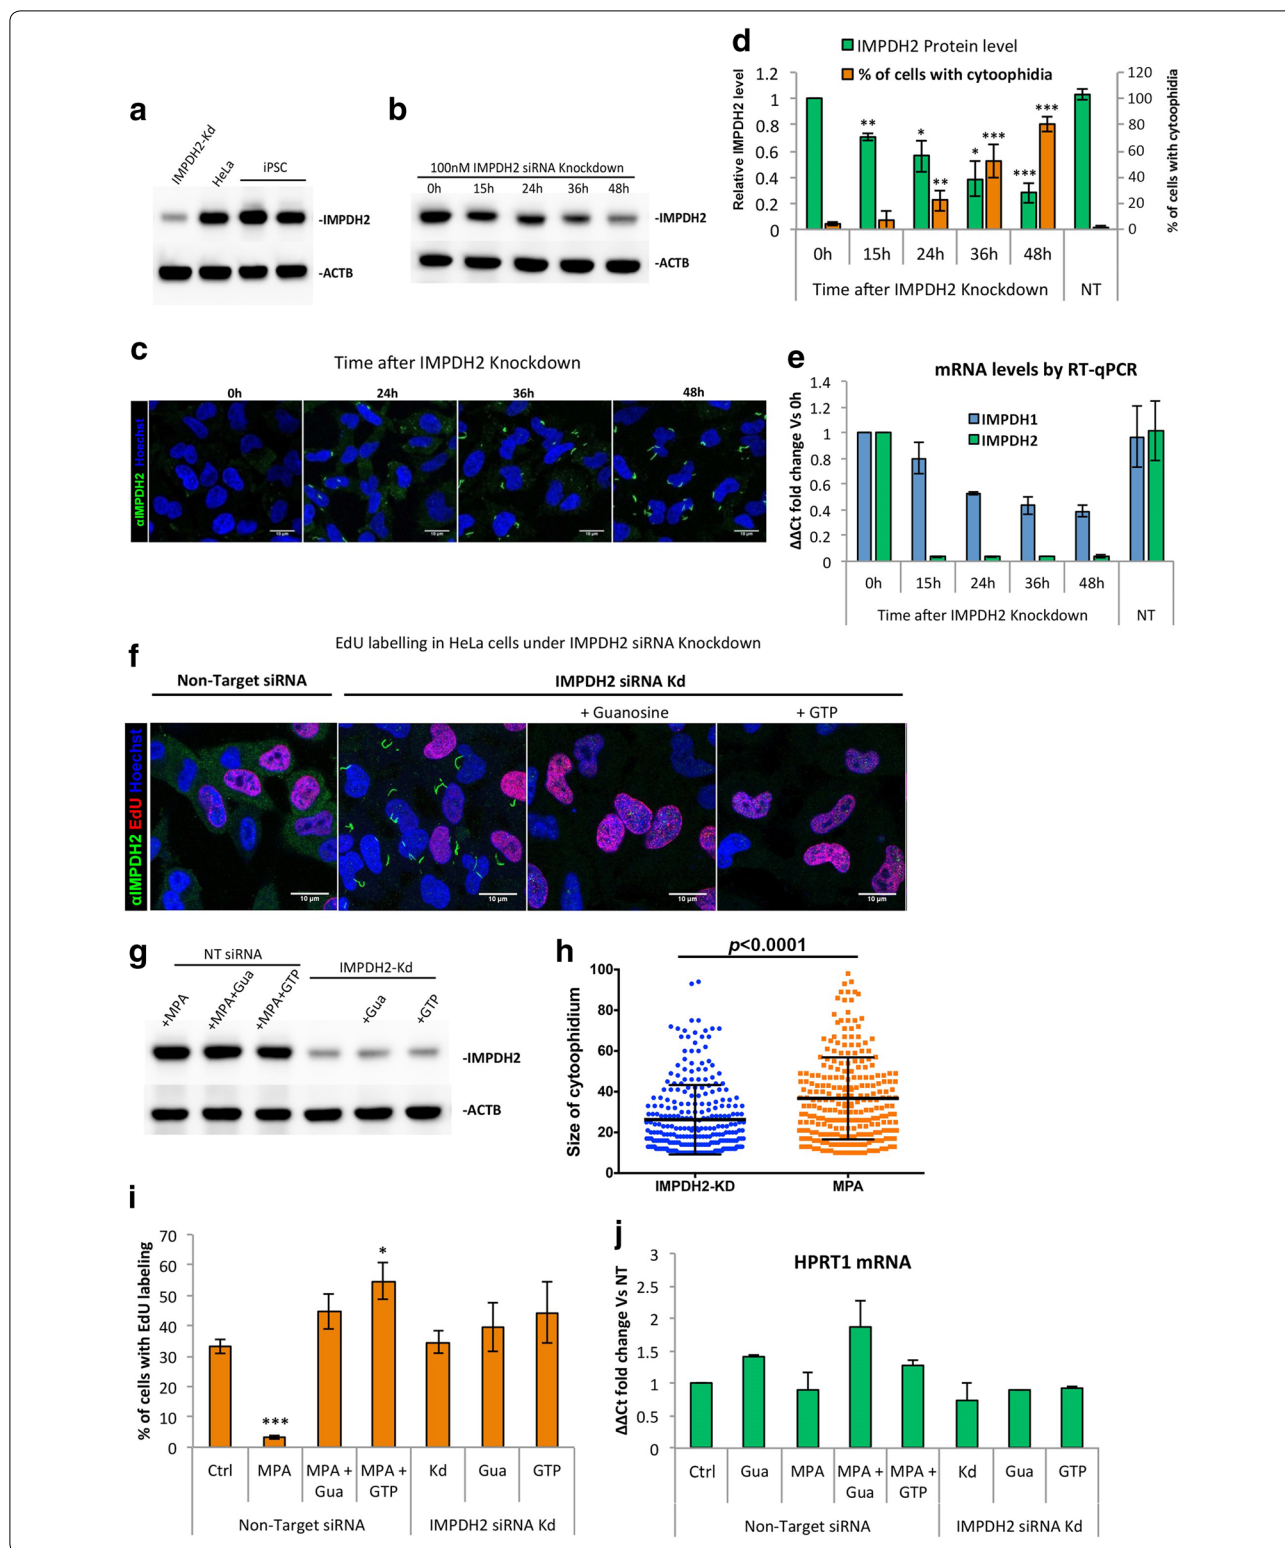 a
IMPDH2-Kd
HeLa
iPSC
-IMPDH2
-ACTB
b
100nM IMPDH2 siRNA Knockdown
0h 15h 24h 36h 48h
-IMPDH2
-ACTB
d
IMPDH2 Protein level
% of cells with cytoophidia
Relative IMPDH2 level
1.2
1
0.8
0.6
0.4
0.2
0
120
100
80
60
40
20
0
% of cells with cytoophidia
** * ** * *** *** ***
0h 15h 24h 36h 48h
Time after IMPDH2 Knockdown NT
c
Time after IMPDH2 Knockdown
0h 24h 36h 48h
αIMPDH2 Hoechst
10 µm 10 µm 10 µm 10 µm
e
mRNA levels by RT-qPCR
ΔΔCt fold change Vs 0h
1.4
1.2
1
0.8
0.6
0.4
0.2
0
IMPDH1
IMPDH2
0h 15h 24h 36h 48h
Time after IMPDH2 Knockdown NT
f
EdU labelling in HeLa cells under IMPDH2 siRNA Knockdown
Non-Target siRNA IMPDH2 siRNA Kd
+ Guanosine + GTP
αIMPDH2 EdU Hoechst
10 µm 10 µm 10 µm 10 µm
g
NT siRNA
IMPDH2-Kd
+MPA
+MPA+Gua
+MPA+GTP
+Gua
+GTP
-IMPDH2
-ACTB
h
p<0.0001
Size of cytoophidium
100
80
60
40
20
0
IMPDH2-KD MPA
i
% of cells with EdU labeling
70
60
50
40
30
20
10
0
*** *
Ctrl MPA MPA + Gua MPA + GTP Kd Gua GTP
Non-Target siRNA IMPDH2 siRNA Kd
j
HPRT1 mRNA
ΔΔCt fold change Vs NT
3
2.5
2
1.5
1
0.5
0
Ctrl Gua MPA MPA + Gua MPA + GTP Kd Gua GTP
Non-Target siRNA IMPDH2 siRNA Kd